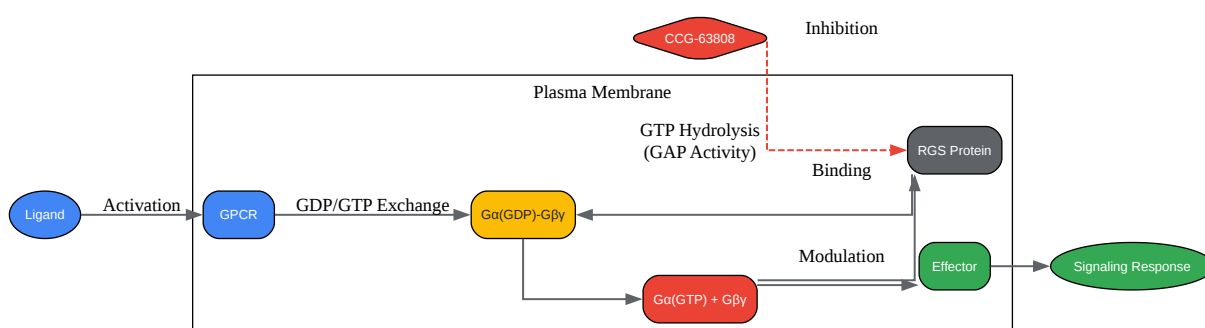 CCG-63808
Inhibition
Plasma Membrane
GTP Hydrolysis
(GAP Activity)
RGS Protein
Binding
Ligand
Activation
GPCR
GDP/GTP Exchange
Gα(GDP)-Gβγ
Modulation
Effector
Signaling Response
Gα(GTP) + Gβγ